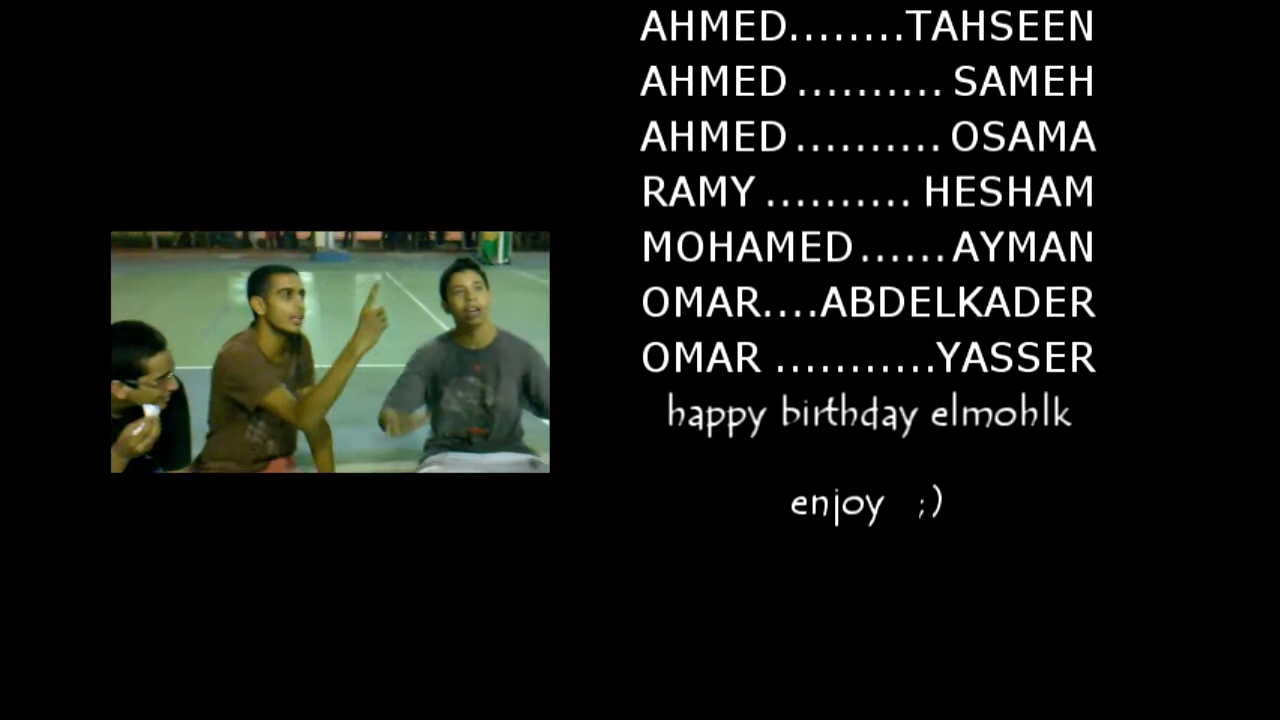 AHMED........TAHSEEN
AHMED .......... SAMEH
AHMED .......... OSAMA
RAMY .......... HESHAM
MOHAMED......AYMAN
OMAR....ABDELKADER
OMAR ...........YASSER
happy birthday elmohlk
enjoy ;)